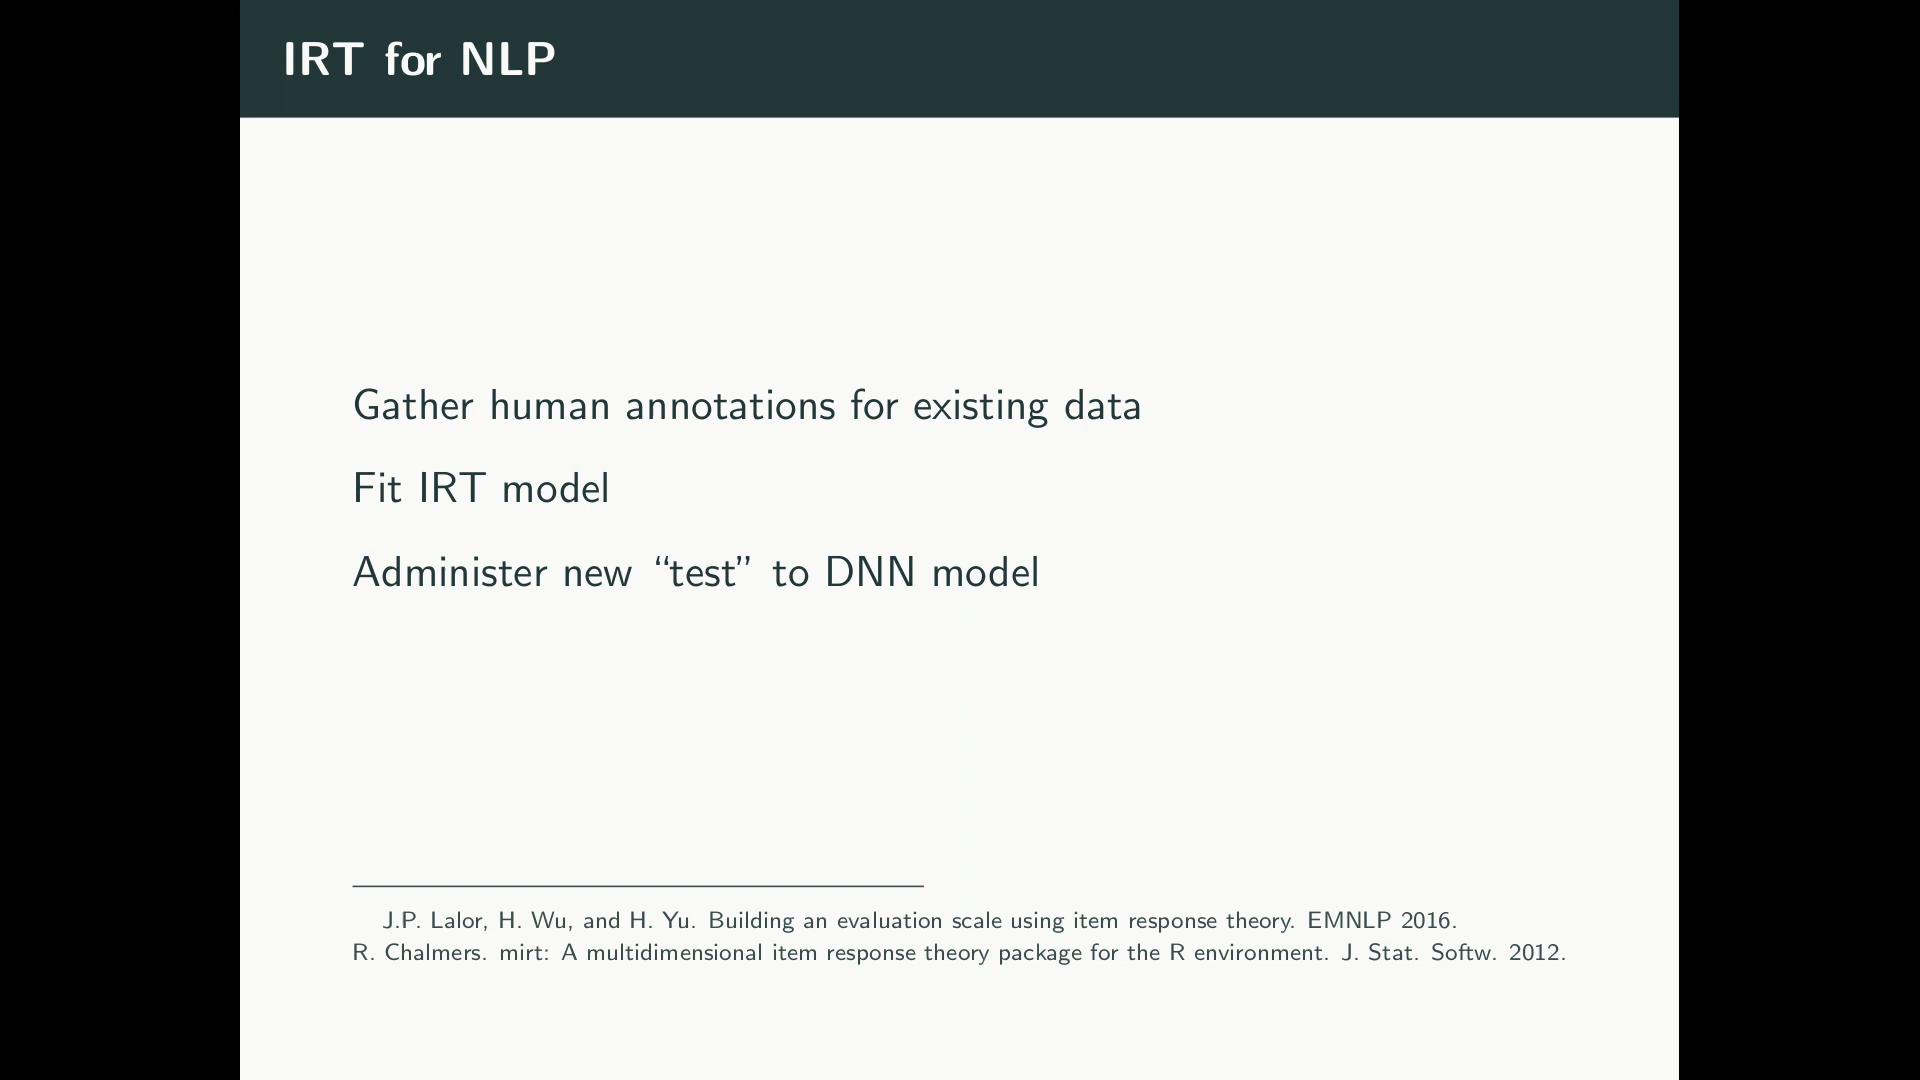 IRT for NLP
Gather human annotations for existing data
Fit IRT model
Administer new “test” to DNN model
J.P. Lalor, H. Wu, and H. Yu. Building an evaluation scale using item response theory. EMNLP 2016.
R. Chalmers. mirt: A multidimensional item response theory package for the R environment. J. Stat. Softw. 2012.